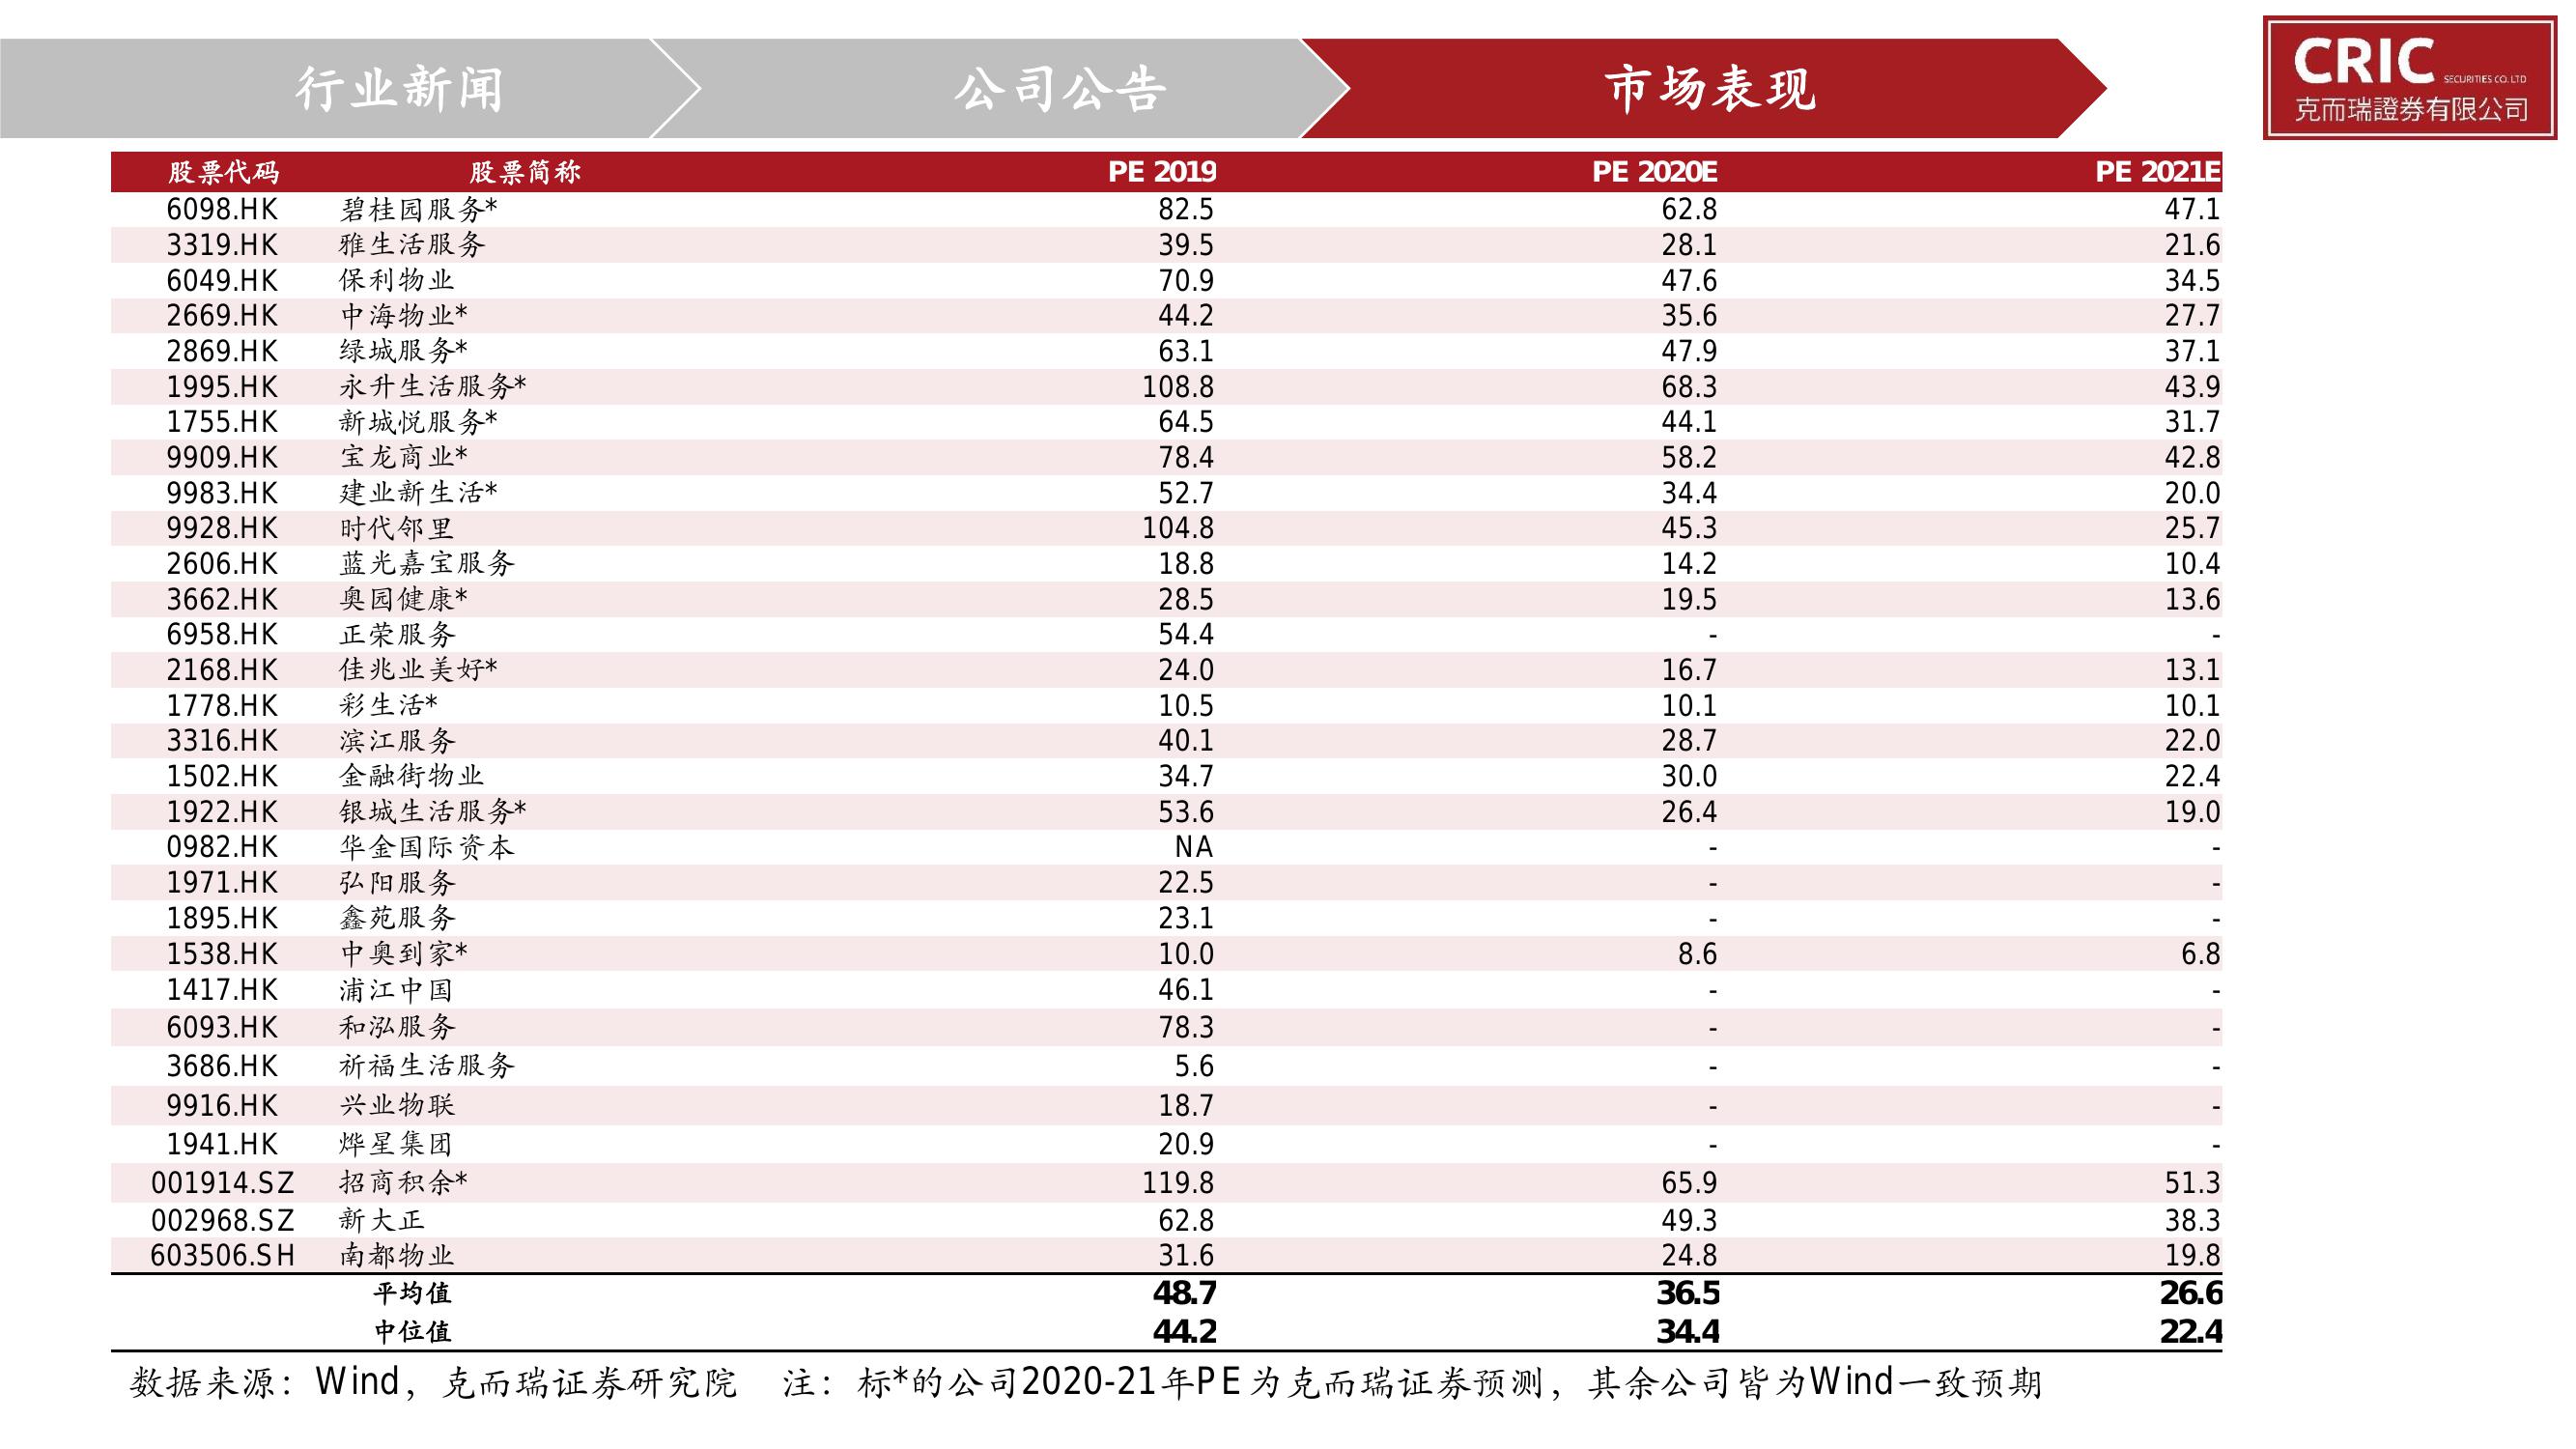 行业新闻 公司公告 市场表现
CRIC SECURITIES CO. LTD
克而瑞證券有限公司
股票代码 股票简称 PE 2019 PE 2020E PE 2021E
6098.HK 碧桂园服务* 82.5 62.8 47.1
3319.HK 雅生活服务 39.5 28.1 21.6
6049.HK 保利物业 70.9 47.6 34.5
2669.HK 中海物业* 44.2 35.6 27.7
2869.HK 绿城服务* 63.1 47.9 37.1
1995.HK 永升生活服务* 108.8 68.3 43.9
1755.HK 新城悦服务* 64.5 44.1 31.7
9909.HK 宝龙商业* 78.4 58.2 42.8
9983.HK 建业新生活* 52.7 34.4 20.0
9928.HK 时代邻里 104.8 45.3 25.7
2606.HK 蓝光嘉宝服务 18.8 14.2 10.4
3662.HK 奥园健康* 28.5 19.5 13.6
6958.HK 正荣服务 54.4 - -
2168.HK 佳兆业美好* 24.0 16.7 13.1
1778.HK 彩生活* 10.5 10.1 10.1
3316.HK 滨江服务 40.1 28.7 22.0
1502.HK 金融街物业 34.7 30.0 22.4
1922.HK 银城生活服务* 53.6 26.4 19.0
0982.HK 华金国际资本 NA - -
1971.HK 弘阳服务 22.5 - -
1895.HK 鑫苑服务 23.1 - -
1538.HK 中奥到家* 10.0 8.6 6.8
1417.HK 浦江中国 46.1 - -
6093.HK 和泓服务 78.3 - -
3686.HK 祈福生活服务 5.6 - -
9916.HK 兴业物联 18.7 - -
1941.HK 烨星集团 20.9 - -
001914.SZ 招商积余* 119.8 65.9 51.3
002968.SZ 新大正 62.8 49.3 38.3
603506.SH 南都物业 31.6 24.8 19.8
平均值 48.7 36.5 26.6
中位值 44.2 34.4 22.4
数据来源：Wind，克而瑞证券研究院 注：标*的公司2020-21年PE为克而瑞证券预测，其余公司皆为Wind一致预期